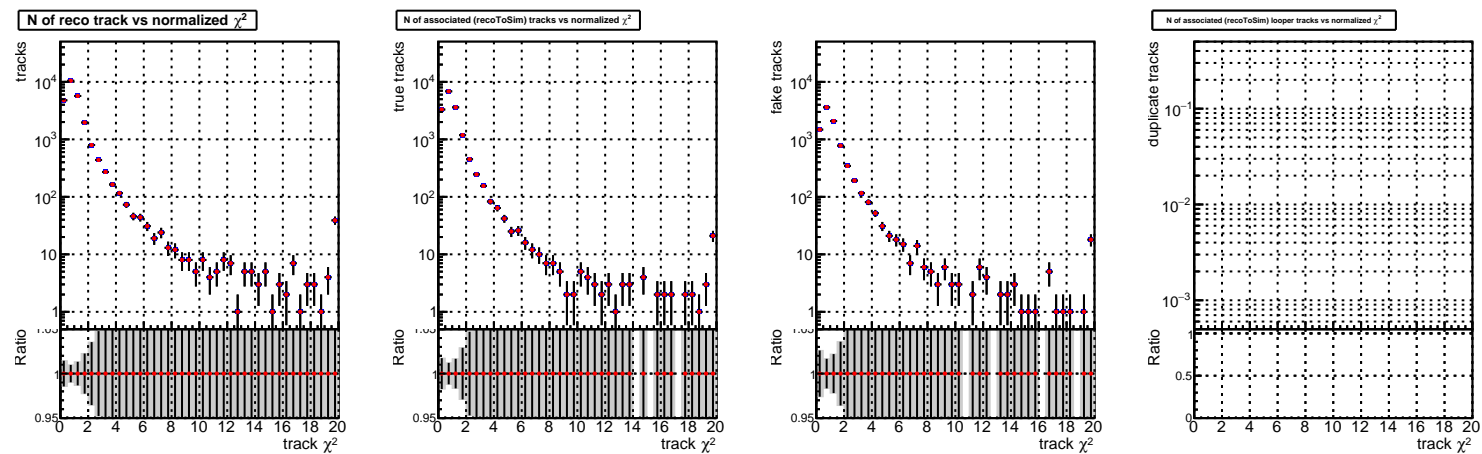 N of reco track vs normalized χ²
tracks
10⁴
10³
10²
10
1
Ratio
1.05
1
0.95
0 2 4 6 8 10 12 14 16 18 20
track χ²
N of associated (recoToSim) tracks vs normalized χ²
true tracks
10⁴
10³
10²
10
1
Ratio
1.05
1
0.95
0 2 4 6 8 10 12 14 16 18 20
track χ²
fake tracks
10⁴
10³
10²
10
1
Ratio
1.05
1
0.95
0 2 4 6 8 10 12 14 16 18 20
track χ²
N of associated (recoToSim) looper tracks vs normalized χ²
duplicate tracks
10⁻¹
10⁻²
10⁻³
Ratio
1
0.5
0
0 2 4 6 8 10 12 14 16 18 20
track χ²